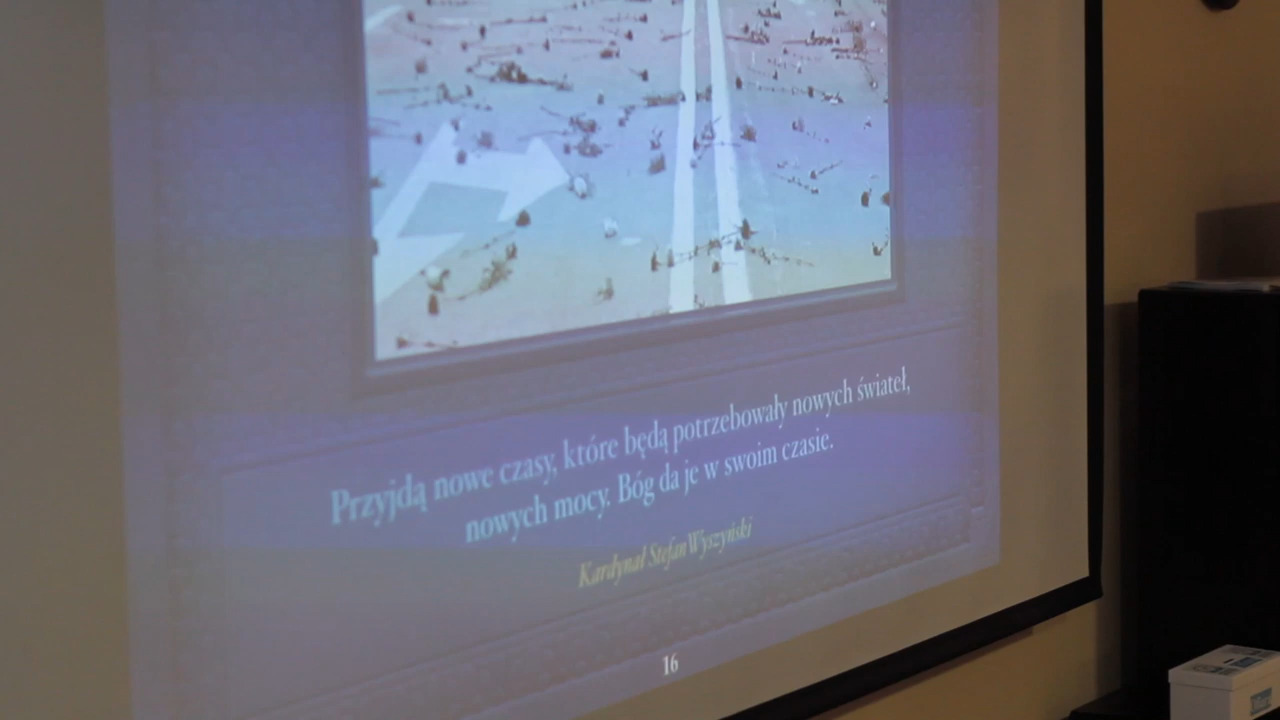 Przyjdą nowe czasy, które będą potrzebowały nowych świateł,
nowych mocy. Bóg da je w swoim czasie.
Kardynał Stefan Wyszyński
16